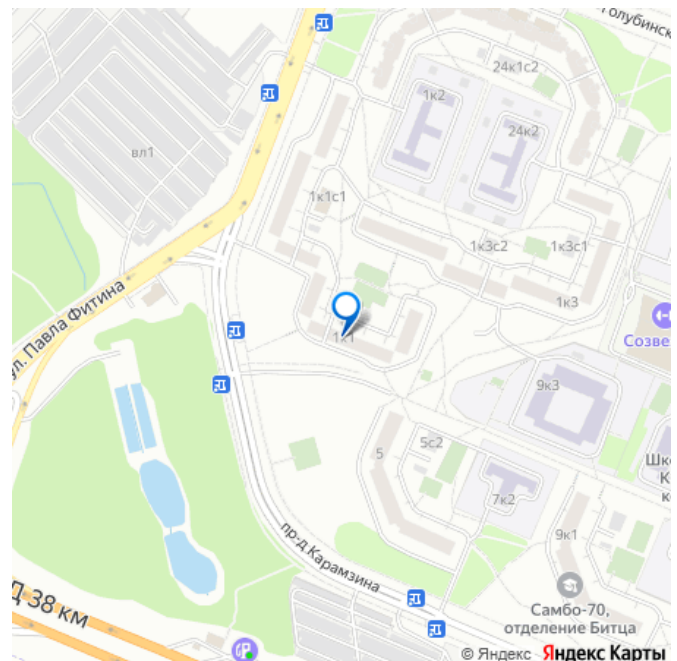 Голубинск
24к1с2
1к2
24к2
вл1
1к1с1
1к3с2
1к3с1
1к3
ул. Павла Фитина
1к1
Созве
9к3
5с2
5
Шк
К
к
7к2
пр-д Карамзина
9к1
Д 38 км
Самбо-70,
отделение Битца
© Яндекс Яндекс Карты